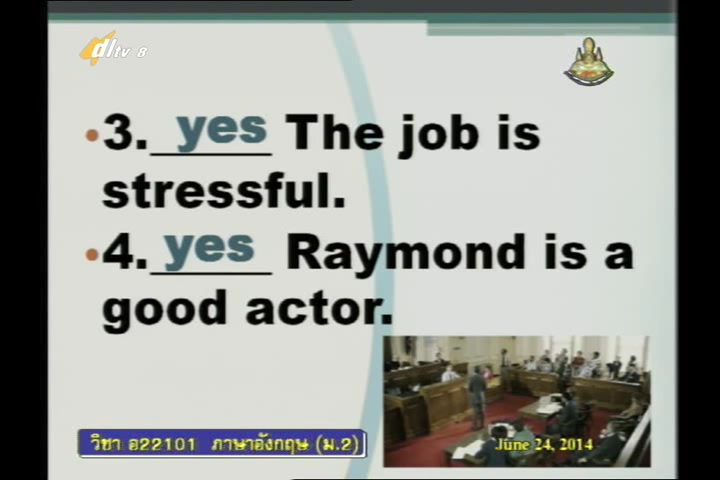 dltv 8
•3. yes The job is
stressful.
•4. yes Raymond is a
good actor.
วิชา อ22101 ภาษาอังกฤษ (ม.2)
June 24, 2014